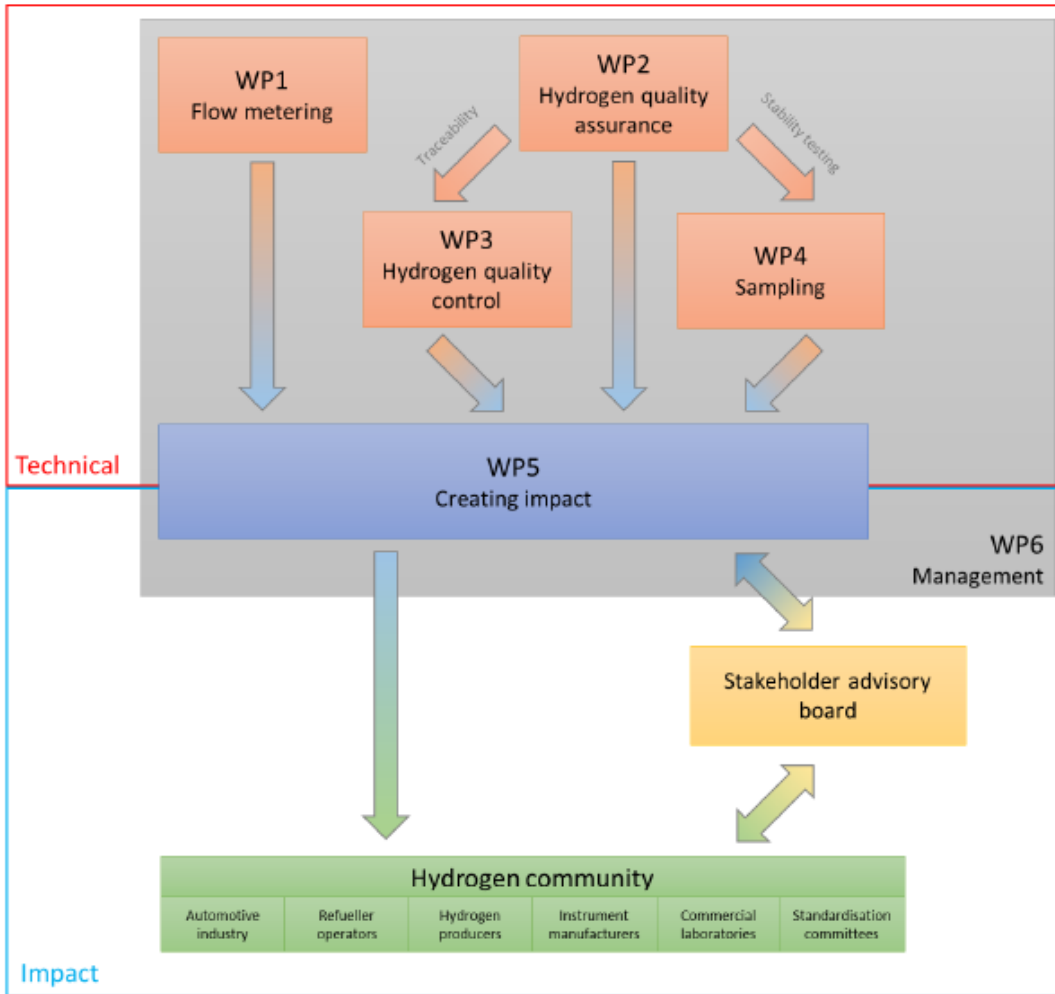 WP1
Flow metering
WP2
Hydrogen quality
assurance
Traceability
Stability testing
WP3
Hydrogen quality
control
WP4
Sampling
Technical
WP5
Creating impact
WP6
Management
Stakeholder advisory
board
Hydrogen community
Automotive
industry
Refueller
operators
Hydrogen
producers
Instrument
manufacturers
Commercial
laboratories
Standardisation
committees
Impact